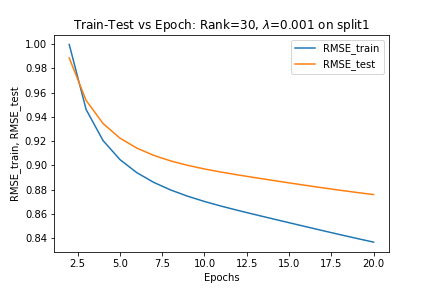 Train-Test vs Epoch: Rank=30, λ=0.001 on split1
RMSE_train
RMSE_test
RMSE_train, RMSE_test
1.00
0.98
0.96
0.94
0.92
0.90
0.88
0.86
0.84
2.5 5.0 7.5 10.0 12.5 15.0 17.5 20.0
Epochs